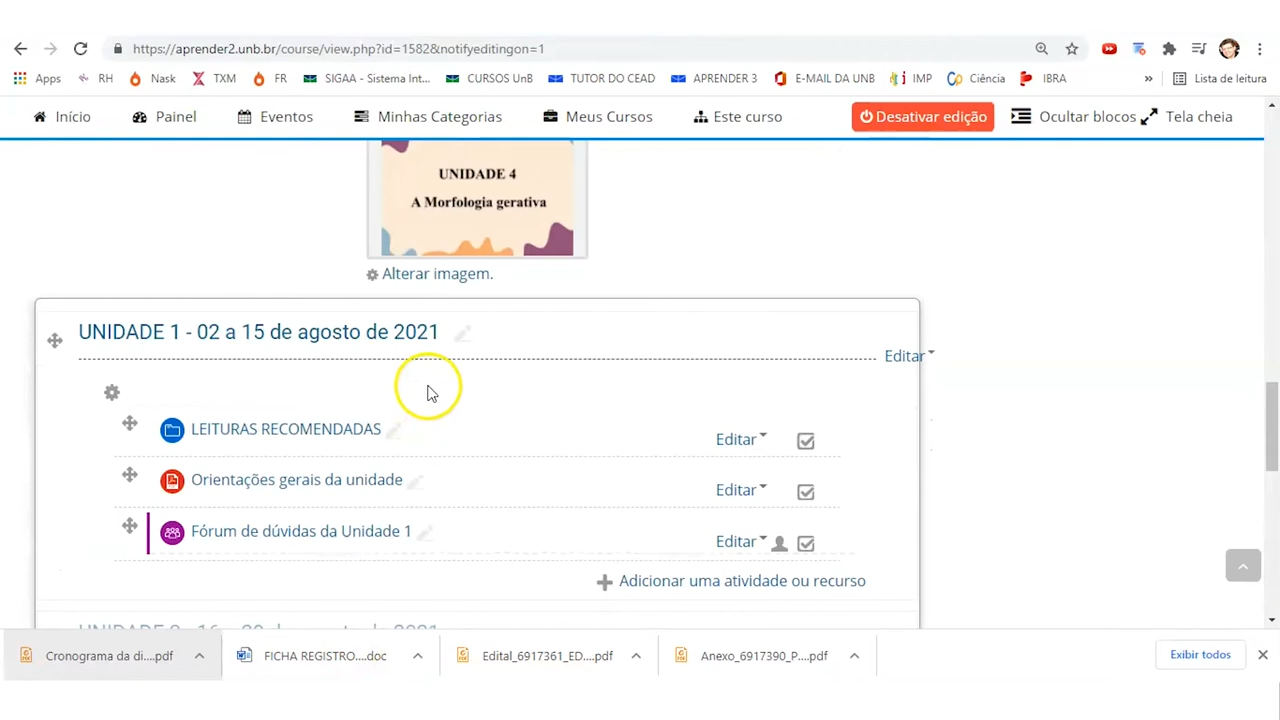 https://aprender2.unb.br/course/view.php?id=1582&notifyeditingon=1
Apps RH Nask TXM FR SIGAA - Sistema Int... CURSOS UnB TUTOR DO CEAD APRENDER 3 E-MAIL DA UNB IMP Ciência IBRA » Lista de leitura
Início Painel Eventos Minhas Categorias Meus Cursos Este curso Desativar edição Ocultar blocos Tela cheia
UNIDADE 4
A Morfologia gerativa
Alterar imagem.
UNIDADE 1 - 02 a 15 de agosto de 2021
Editar
LEITURAS RECOMENDADAS
Editar
Orientações gerais da unidade
Editar
Fórum de dúvidas da Unidade 1
Editar
Adicionar uma atividade ou recurso
Cronograma da di....pdf FICHA REGISTRO....doc Edital_6917361_ED....pdf Anexo_6917390_P....pdf Exibir todos